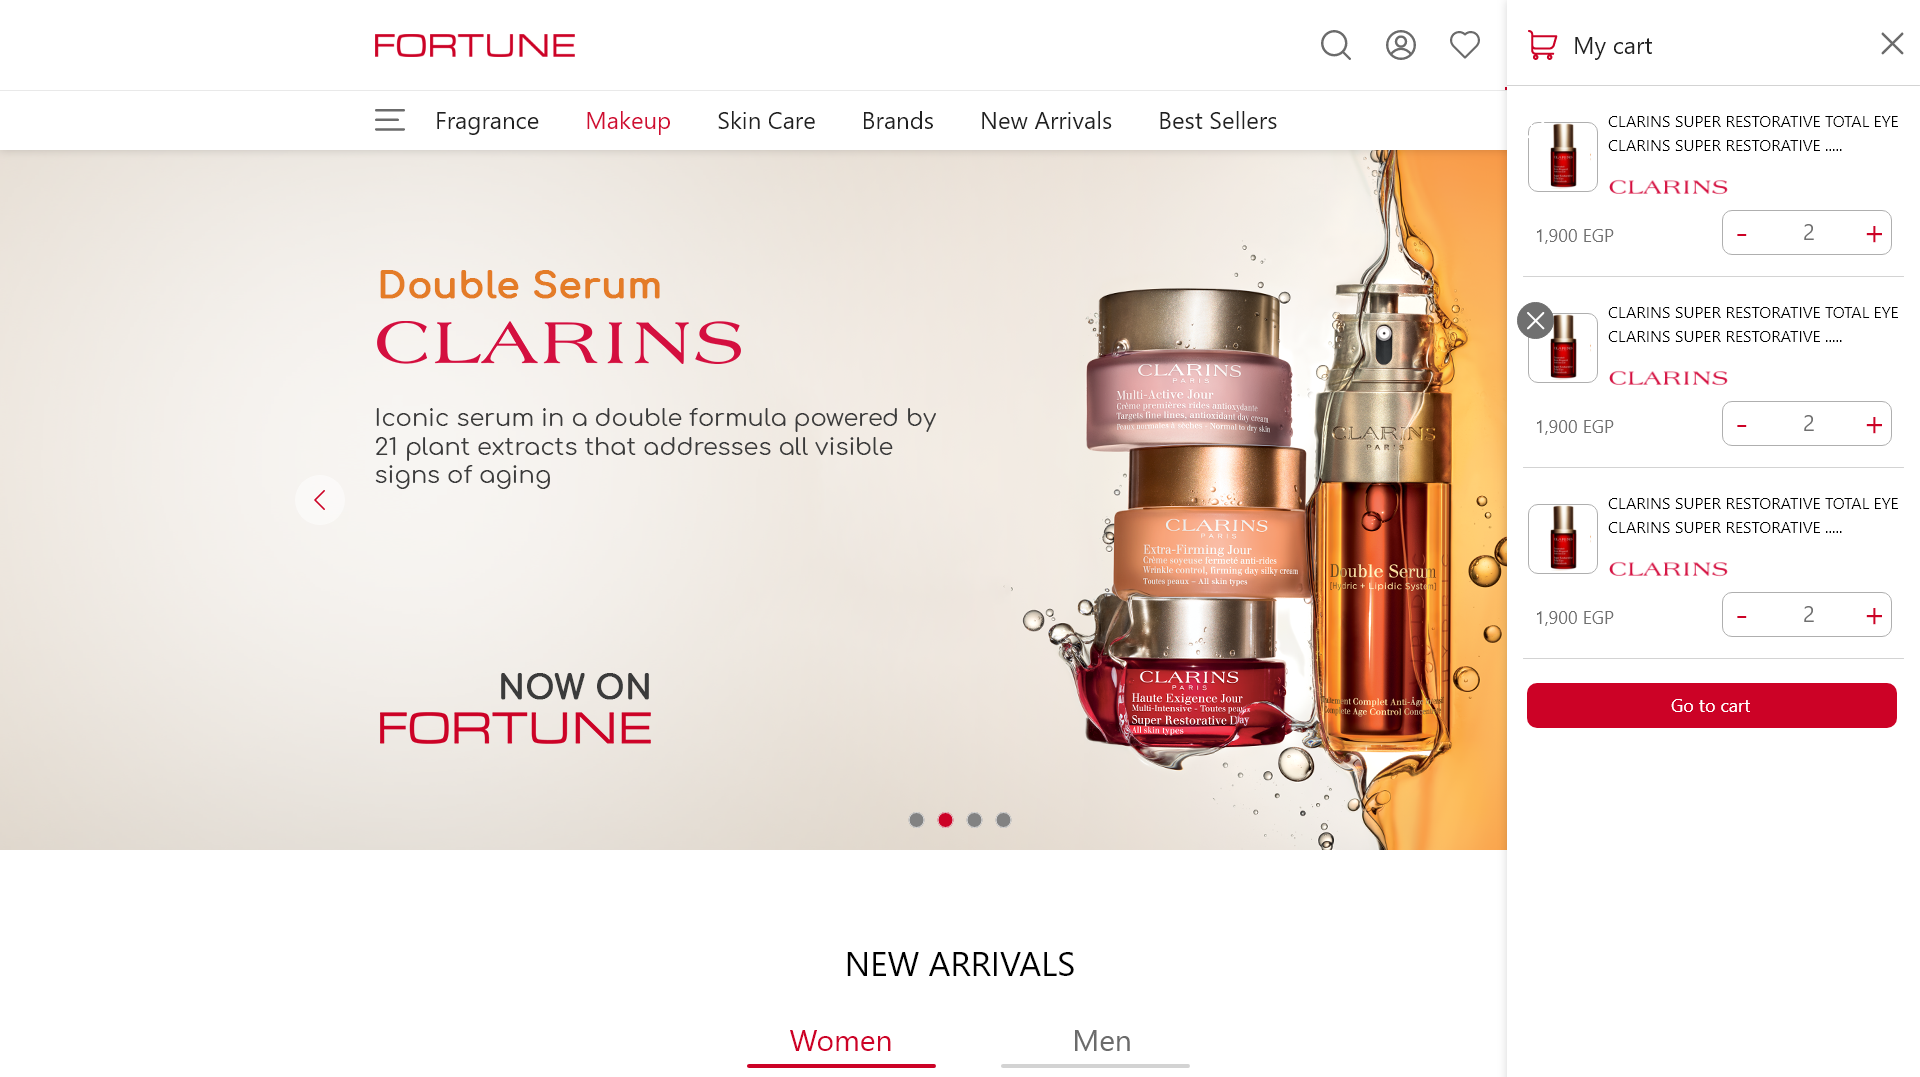 FORTUNE
My cart
Fragrance
Makeup
Skin Care
Brands
New Arrivals
Best Sellers
Double Serum
CLARINS
Iconic serum in a double formula powered by
21 plant extracts that addresses all visible
signs of aging
NOW ON
FORTUNE
CLARINS
PARIS
Multi-Active Jour
Crème premières rides antioxydante
Targets fine lines, antioxidant day cream
Peaux normales à sèches - Normal to dry skin
CLARINS
PARIS
Extra-Firming Jour
Crème soyeuse fermeté anti-rides
Wrinkle control, firming day silky cream
Toutes peaux - All skin types
CLARINS
PARIS
Haute Exigence Jour
Multi-Intensive - Toutes peaux
Super Restorative Day
All skin types
CLARINS
PARIS
Double Serum
[Hydric + Lipidic System]
Complet Anti-Âge
Age Control
CLARINS SUPER RESTORATIVE TOTAL EYE
CLARINS SUPER RESTORATIVE .....
CLARINS
1,900 EGP
- 2 +
CLARINS SUPER RESTORATIVE TOTAL EYE
CLARINS SUPER RESTORATIVE .....
CLARINS
1,900 EGP
- 2 +
CLARINS SUPER RESTORATIVE TOTAL EYE
CLARINS SUPER RESTORATIVE .....
CLARINS
1,900 EGP
- 2 +
Go to cart
NEW ARRIVALS
Women
Men